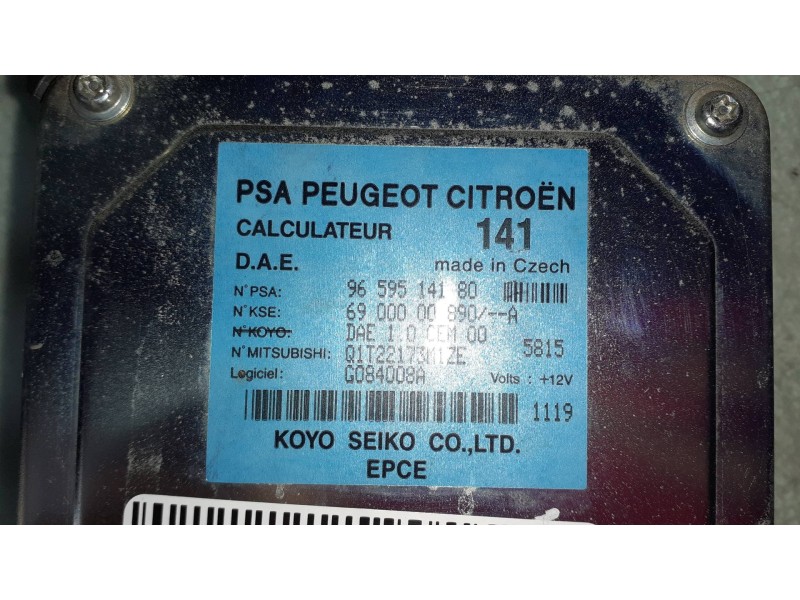 PSA PEUGEOT CITROËN
CALCULATEUR 141
D.A.E. made in Czech
N°PSA: 96 595 141 80
N°KSE: 69 000 00 890/--A
N°KOYO: DAE 1 0 CEM 00
N°MITSUBISHI: Q1T22173M1ZE 5815
Logiciel: G084008A Volts : +12V
1119
KOYO SEIKO CO.,LTD.
EPCE